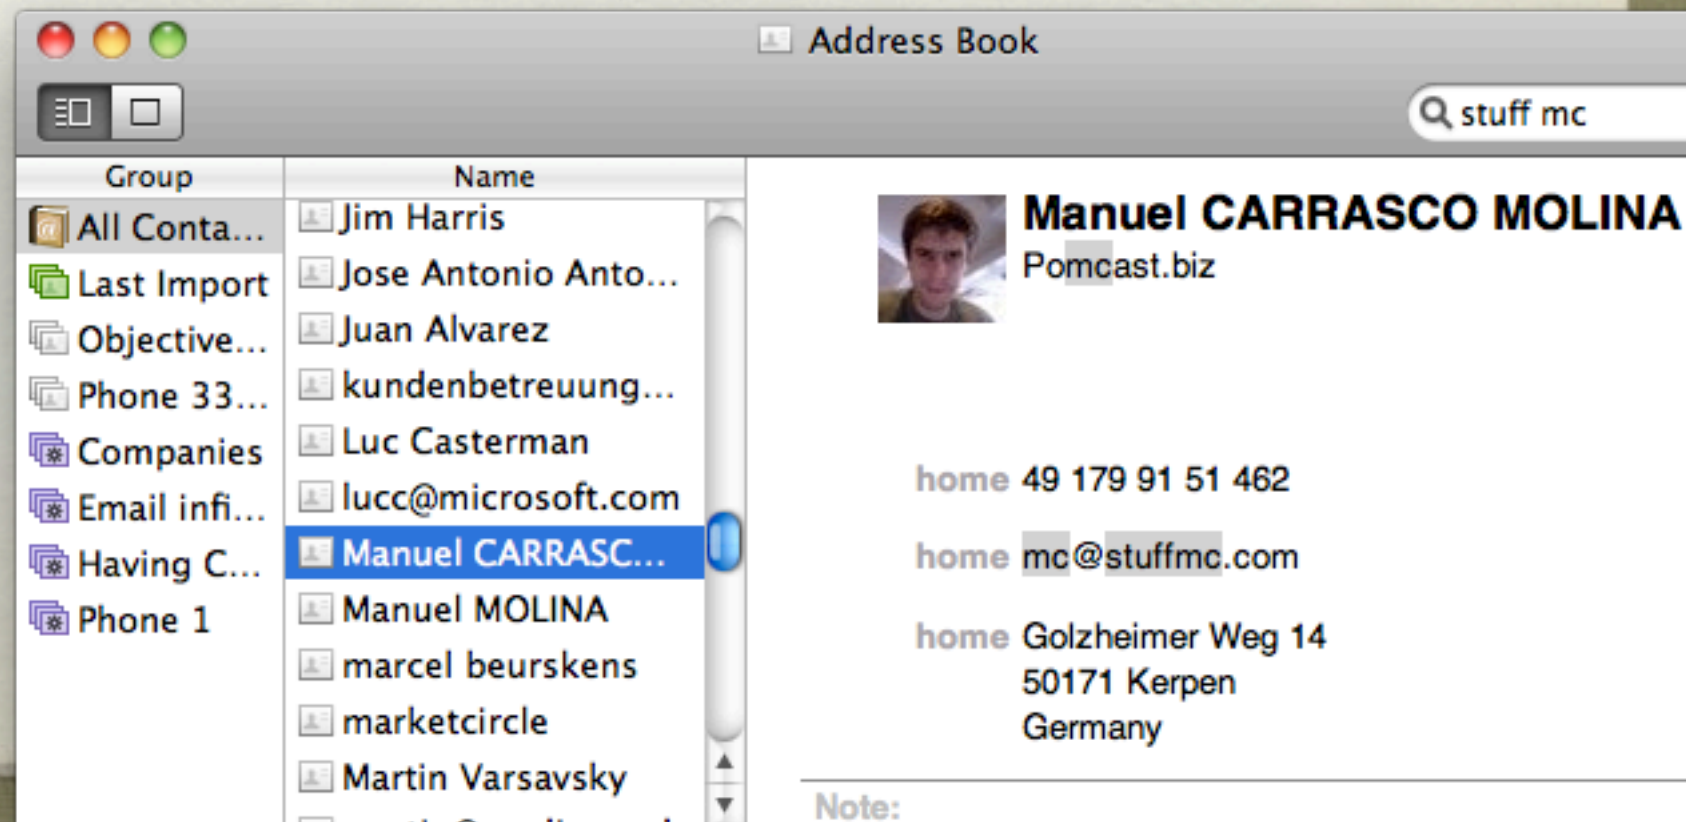 Address Book
stuff mc
Group
All Conta...
Last Import
Objective...
Phone 33...
Companies
Email infi...
Having C...
Phone 1
Name
Jim Harris
Jose Antonio Anto...
Juan Alvarez
kundenbetreuung...
Luc Casterman
lucc@microsoft.com
Manuel CARRASC...
Manuel MOLINA
marcel beurskens
marketcircle
Martin Varsavsky
Manuel CARRASCO MOLINA
Pomcast.biz
home 49 179 91 51 462
home mc@stuffmc.com
home Golzheimer Weg 14
50171 Kerpen
Germany
Note: